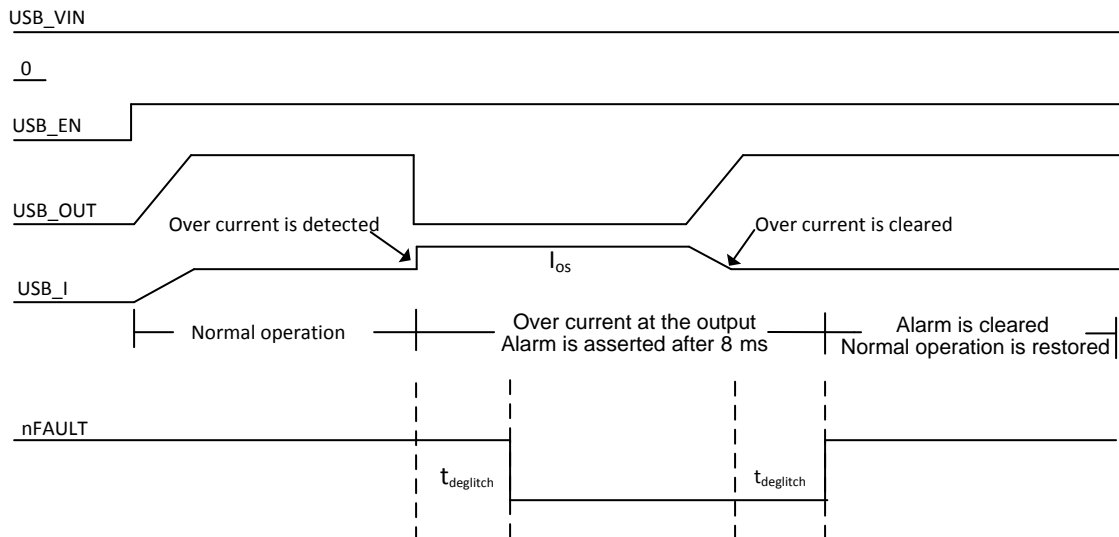 USB_VIN
0
USB_EN
USB_OUT
Over current is detected
Over current is cleared
Ios
USB_I
Normal operation
Over current at the output
Alarm is asserted after 8 ms
Alarm is cleared
Normal operation is restored
nFAULT
tdeglitch
tdeglitch